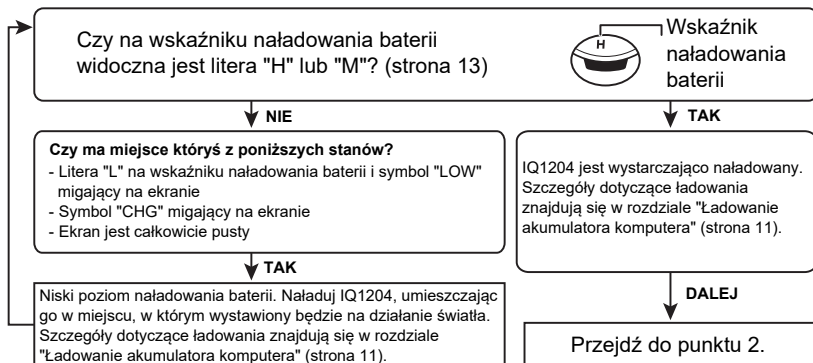 Czy na wskaźniku naładowania baterii
widoczna jest litera "H" lub "M"? (strona 13)
H
Wskaźnik
naładowania
baterii
NIE
TAK
Czy ma miejsce któryś z poniższych stanów?
- Litera "L" na wskaźniku naładowania baterii i symbol "LOW"
migający na ekranie
- Symbol "CHG" migający na ekranie
- Ekran jest całkowicie pusty
IQ1204 jest wystarczająco naładowany.
Szczegóły dotyczące ładowania
znajdują się w rozdziale "Ładowanie
akumulatora komputera" (strona 11).
TAK
DALEJ
Niski poziom naładowania baterii. Naładuj IQ1204, umieszczając
go w miejscu, w którym wystawiony będzie na działanie światła.
Szczegóły dotyczące ładowania znajdują się w rozdziale
"Ładowanie akumulatora komputera" (strona 11).
Przejdź do punktu 2.